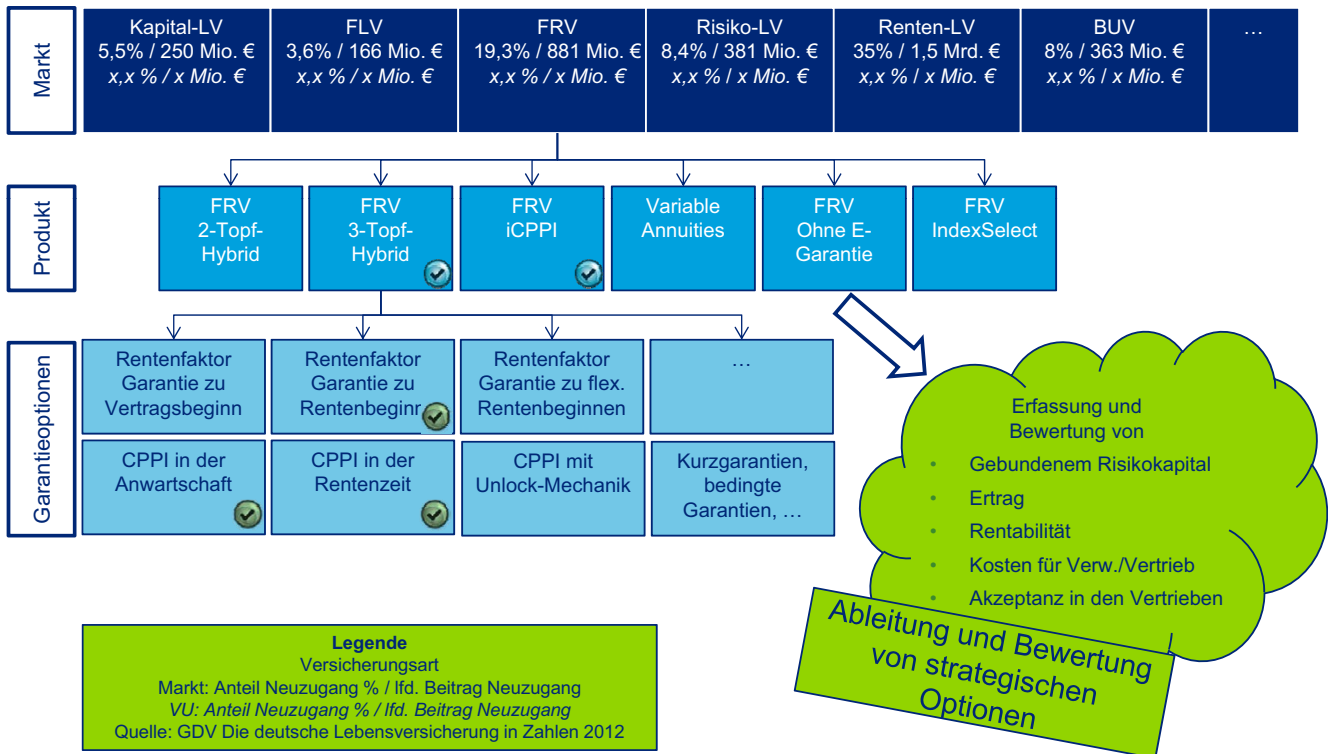 Markt
Kapital-LV
5,5% / 250 Mio. €
x,x % / x Mio. €
FLV
3,6% / 166 Mio. €
x,x % / x Mio. €
FRV
19,3% / 881 Mio. €
x,x % / x Mio. €
Risiko-LV
8,4% / 381 Mio. €
x,x % / x Mio. €
Renten-LV
35% / 1,5 Mrd. €
x,x % / x Mio. €
BUV
8% / 363 Mio. €
x,x % / x Mio. €
…
Produkt
FRV
2-Topf-
Hybrid
FRV
3-Topf-
Hybrid
FRV
iCPPI
Variable
Annuities
FRV
Ohne E-
Garantie
FRV
IndexSelect
Garantieoptionen
Rentenfaktor
Garantie zu
Vertragsbeginn
Rentenfaktor
Garantie zu
Rentenbeginn
Rentenfaktor
Garantie zu flex.
Rentenbeginnen
…
CPPI in der
Anwartschaft
CPPI in der
Rentenzeit
CPPI mit
Unlock-Mechanik
Kurzgarantien,
bedingte
Garantien, …
Erfassung und
Bewertung von
• Gebundenem Risikokapital
• Ertrag
• Rentabilität
• Kosten für Verw./Vertrieb
• Akzeptanz in den Vertrieben
Ableitung und Bewertung
von strategischen
Optionen
Legende
Versicherungsart
Markt: Anteil Neuzugang % / lfd. Beitrag Neuzugang
VU: Anteil Neuzugang % / lfd. Beitrag Neuzugang
Quelle: GDV Die deutsche Lebensversicherung in Zahlen 2012